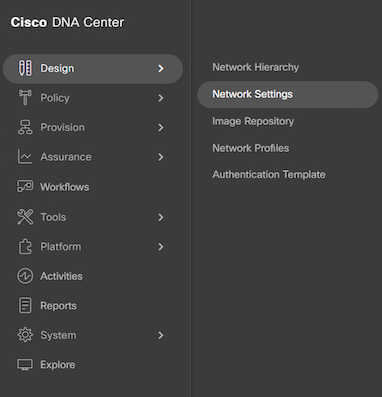 Cisco DNA Center
Design
Policy
Provision
Assurance
Workflows
Tools
Platform
Activities
Reports
System
Explore
Network Hierarchy
Network Settings
Image Repository
Network Profiles
Authentication Template